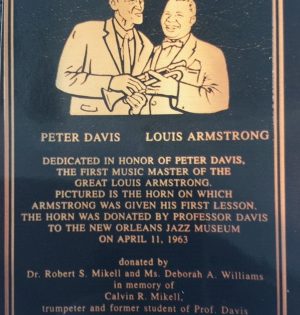 PETER DAVIS LOUIS ARMSTRONG
DEDICATED IN HONOR OF PETER DAVIS,
THE FIRST MUSIC MASTER OF THE
GREAT LOUIS ARMSTRONG.
PICTURED IS THE HORN ON WHICH
ARMSTRONG WAS GIVEN HIS FIRST LESSON.
THE HORN WAS DONATED BY PROFESSOR DAVIS
TO THE NEW ORLEANS JAZZ MUSEUM
ON APRIL 11, 1963
donated by
Dr. Robert S. Mikell and Ms. Deborah A. Williams
in memory of
Calvin R. Mikell,
trumpeter and former student of Prof. Davis